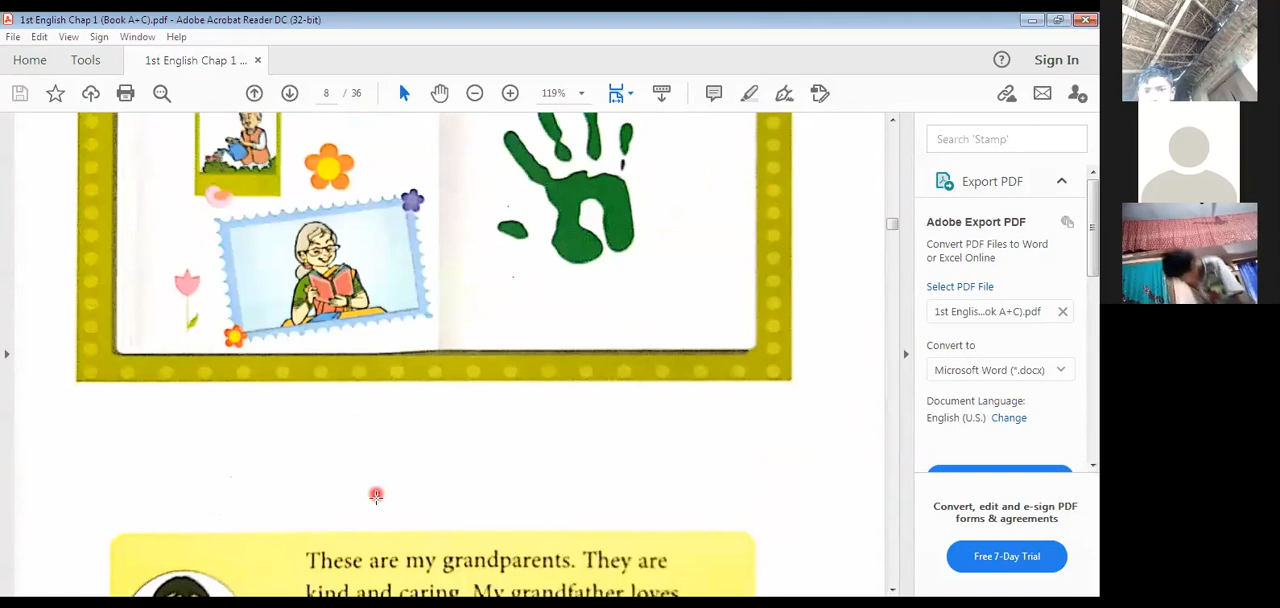 1st English Chap 1 (Book A+C).pdf - Adobe Acrobat Reader DC (32-bit)
File Edit View Sign Window Help
Home Tools 1st English Chap 1 ... ×
Sign In
8 / 36
119%
Search 'Stamp'
Export PDF
Adobe Export PDF
Convert PDF Files to Word
or Excel Online
Select PDF File
1st Englis...ok A+C).pdf
Convert to
Microsoft Word (*.docx)
Document Language:
English (U.S.) Change
Convert, edit and e-sign PDF
forms & agreements
Free 7-Day Trial
These are my grandparents. They are
kind and caring. My grandfather loves